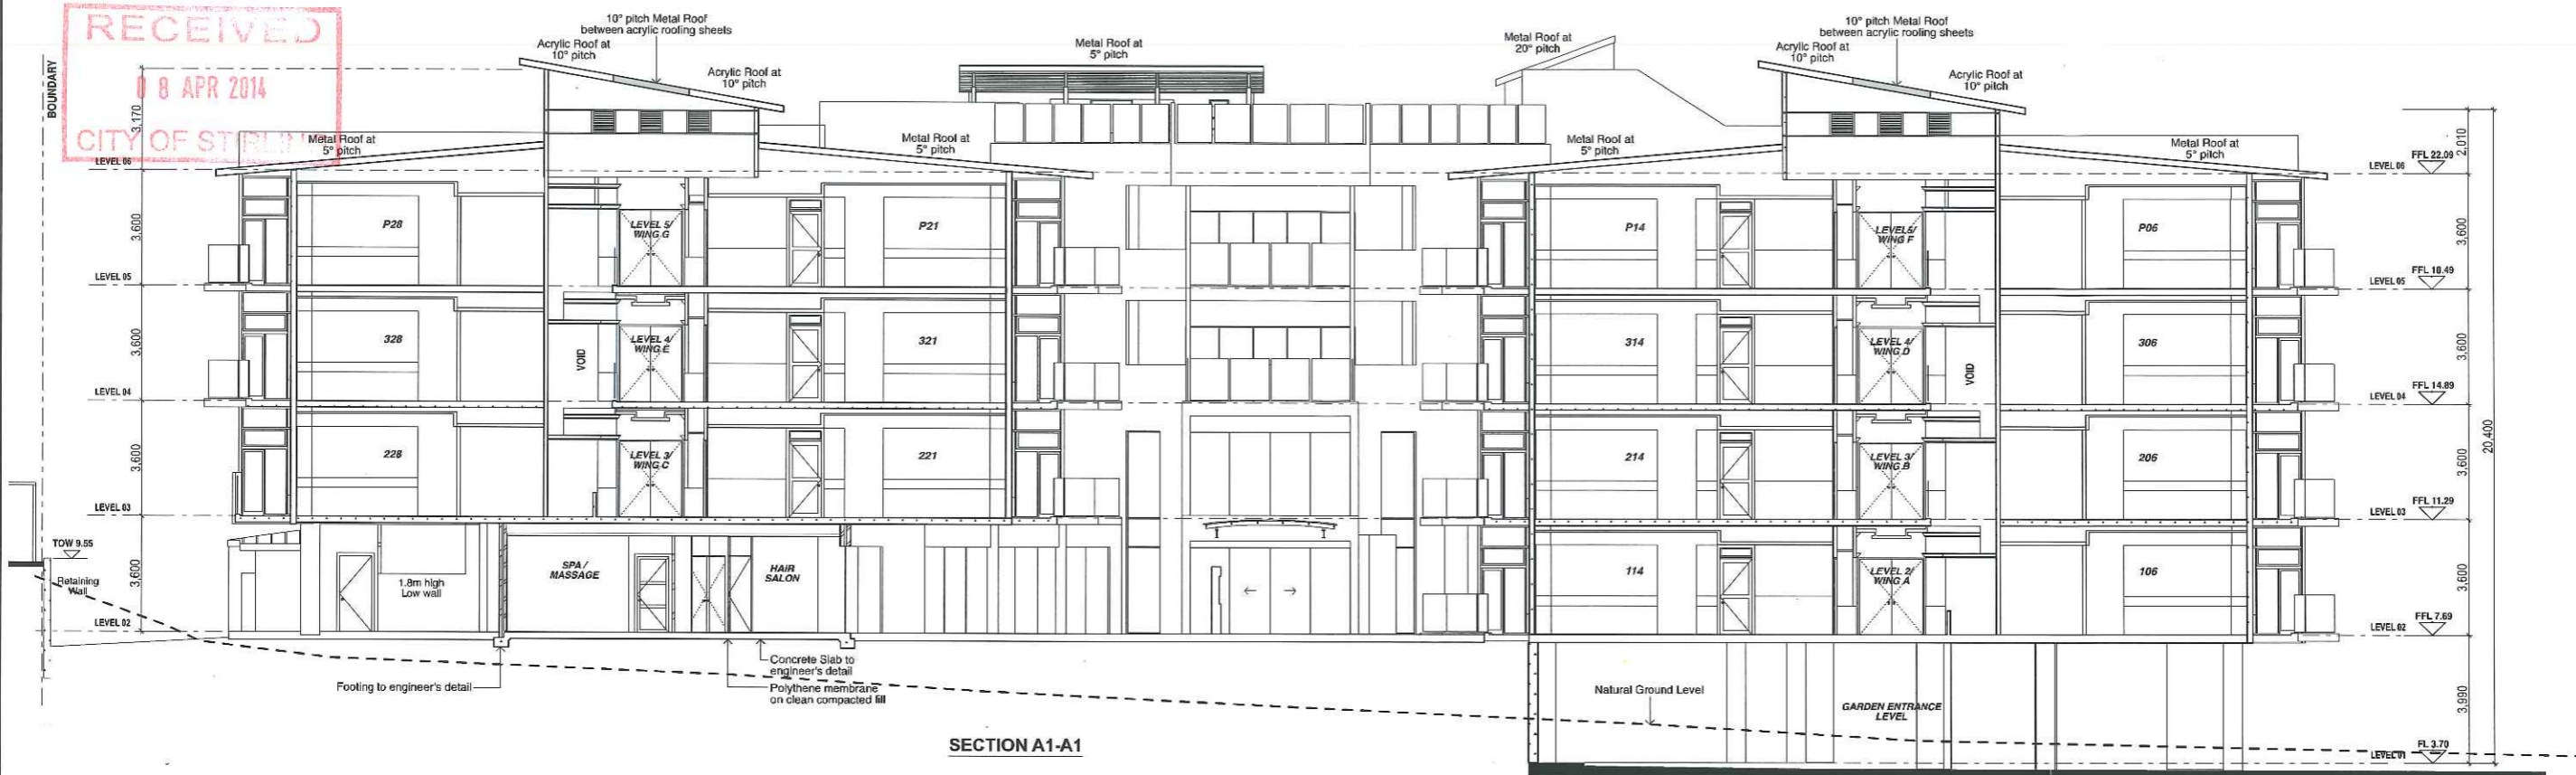 RECEIVED
08 APR 2014
CITY OF STIRLING
BOUNDARY
10° pitch Metal Roof
between acrylic roofing sheets
Acrylic Roof at
10° pitch
Acrylic Roof at
10° pitch
Metal Roof at
5° pitch
Metal Roof at
20° pitch
10° pitch Metal Roof
between acrylic roofing sheets
Acrylic Roof at
10° pitch
Acrylic Roof at
10° pitch
Metal Roof at
5° pitch
Metal Roof at
5° pitch
Metal Roof at
5° pitch
Metal Roof at
5° pitch
3,170
2,010
LEVEL 06
LEVEL 06
FFL 22.09
3,600
P28
LEVEL 5/
WING G
P21
P14
LEVEL5/
WING F
P06
3,600
LEVEL 05
LEVEL 05
FFL 18.49
3,600
328
VOID
LEVEL 4/
WING E
321
314
LEVEL 4/
WING D
VOID
306
3,600
LEVEL 04
LEVEL 04
FFL 14.89
3,600
228
LEVEL 3/
WING C
221
214
LEVEL 3/
WING B
206
3,600
20,400
LEVEL 03
LEVEL 03
FFL 11.29
TOW 9.55
Retaining
Wall
3,600
1.8m high
Low wall
SPA /
MASSAGE
HAIR
SALON
114
LEVEL 2/
WING A
106
3,600
LEVEL 02
LEVEL 02
FFL 7.69
Footing to engineer's detail
Concrete Slab to
engineer's detail
Polythene membrane
on clean compacted fill
Natural Ground Level
GARDEN ENTRANCE
LEVEL
3,990
LEVEL 01
FL 3.70
SECTION A1-A1